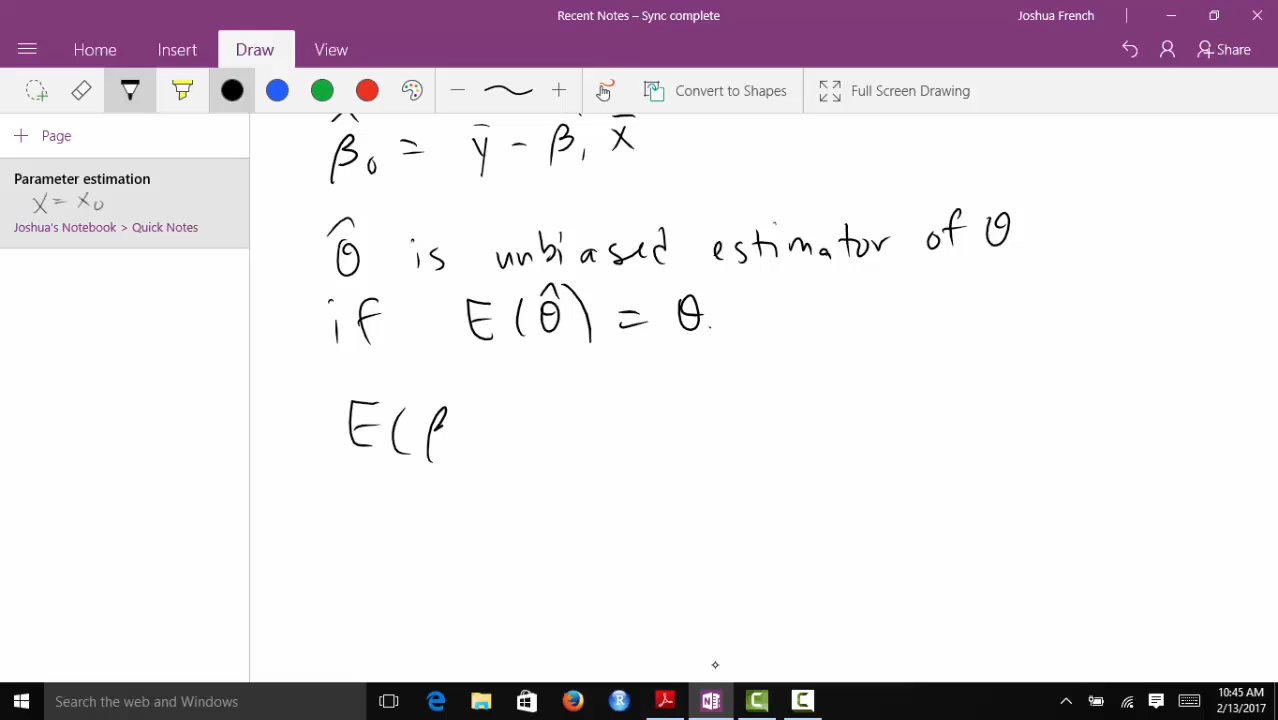 Recent Notes – Sync complete
Joshua French
Home Insert Draw View
Share
Convert to Shapes
Full Screen Drawing
+ Page
Parameter estimation
x = x₀
Joshua's Notebook > Quick Notes
β̂₀ = ȳ - β₁ x̄
θ̂ is unbiased estimator of θ
if E(θ̂) = θ.
E(β
Search the web and Windows
10:45 AM
2/13/2017